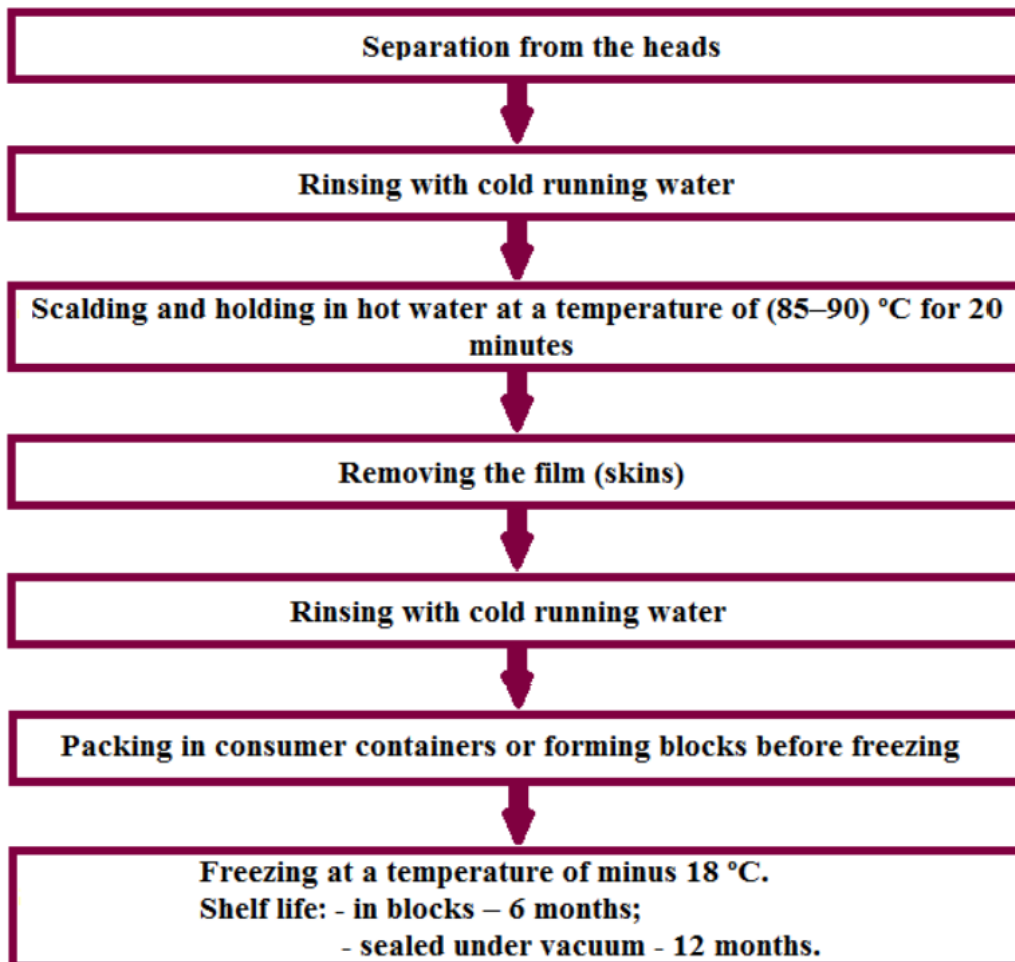 Separation from the heads
Rinsing with cold running water
Scalding and holding in hot water at a temperature of (85–90) ºC for 20
minutes
Removing the film (skins)
Rinsing with cold running water
Packing in consumer containers or forming blocks before freezing
Freezing at a temperature of minus 18 ºC.
Shelf life: - in blocks – 6 months;
- sealed under vacuum - 12 months.